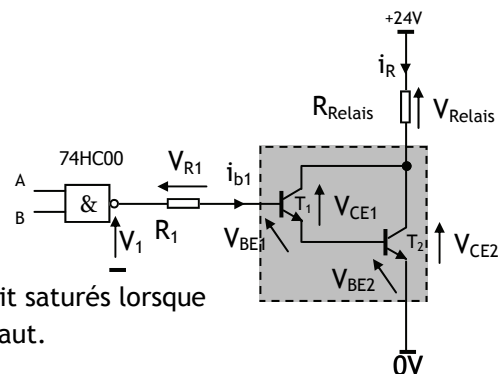 +24V
iR
RRelais
VRelais
74HC00
VR1
ib1
A
&
T1
VCE1
B
V1
R1
VBE1
T2
VCE2
VBE2
it saturés lorsque
aut.
0V